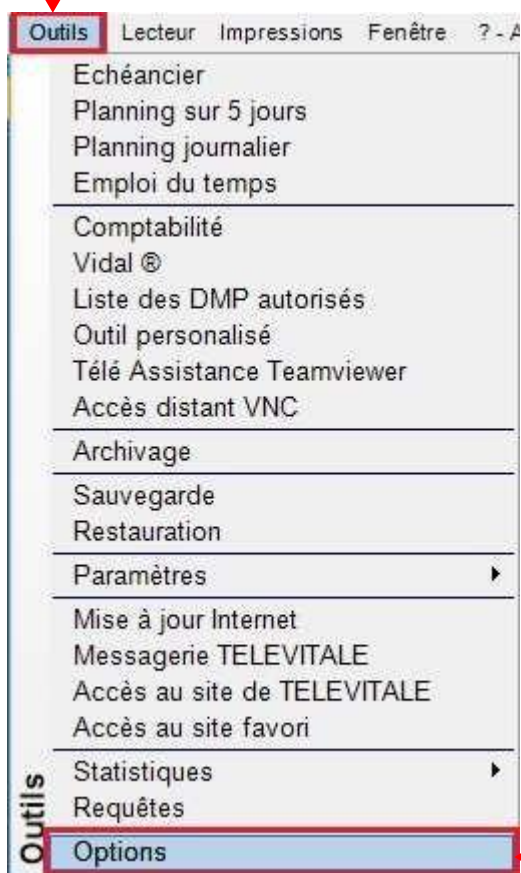 Outils Lecteur Impressions Fenêtre ? - A
Echéancier
Planning sur 5 jours
Planning journalier
Emploi du temps
Comptabilité
Vidal ®
Liste des DMP autorisés
Outil personalisé
Télé Assistance Teamviewer
Accès distant VNC
Archivage
Sauvegarde
Restauration
Paramètres
Mise à jour Internet
Messagerie TELEVITALE
Accès au site de TELEVITALE
Accès au site favori
Statistiques
Requêtes
Options
Outils